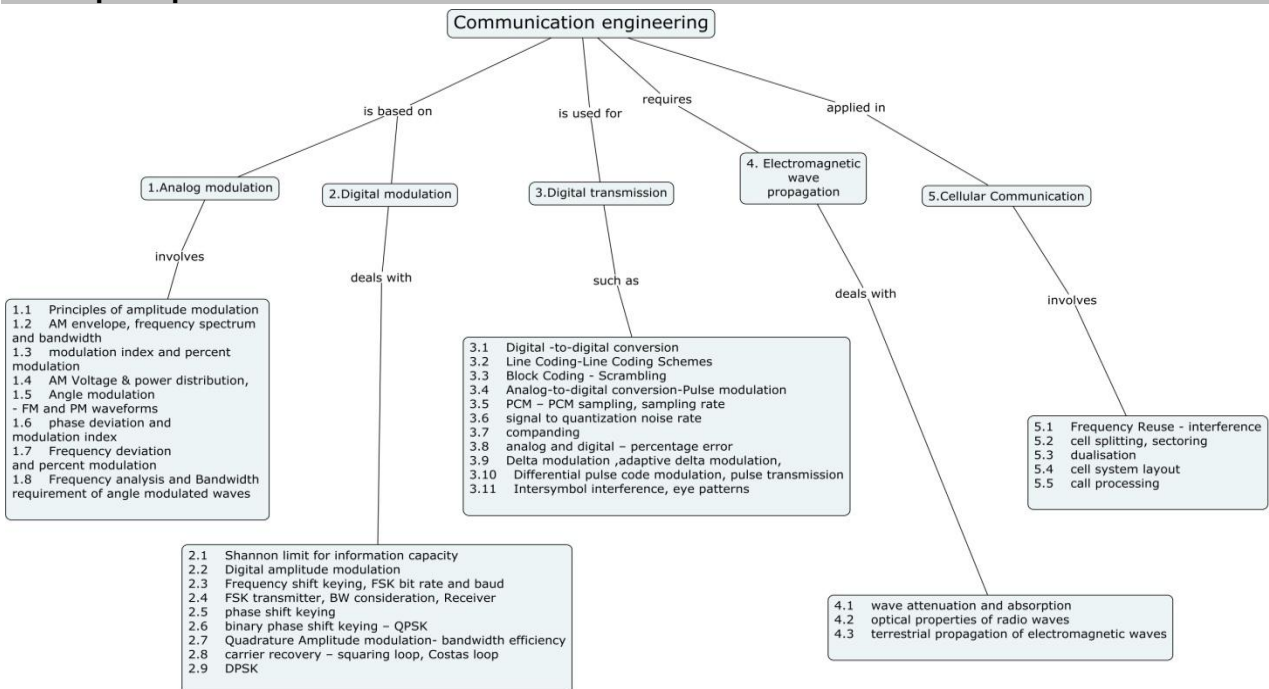 Communication engineering
is based on
is used for
requires
applied in
1.Analog modulation
2.Digital modulation
3.Digital transmission
4. Electromagnetic
wave
propagation
5.Cellular Communication
involves
deals with
such as
deals with
involves
1.1 Principles of amplitude modulation
1.2 AM envelope, frequency spectrum
and bandwidth
1.3 modulation index and percent
modulation
1.4 AM Voltage & power distribution,
1.5 Angle modulation
- FM and PM waveforms
1.6 phase deviation and
modulation index
1.7 Frequency deviation
and percent modulation
1.8 Frequency analysis and Bandwidth
requirement of angle modulated waves
2.1 Shannon limit for information capacity
2.2 Digital amplitude modulation
2.3 Frequency shift keying, FSK bit rate and baud
2.4 FSK transmitter, BW consideration, Receiver
2.5 phase shift keying
2.6 binary phase shift keying – QPSK
2.7 Quadrature Amplitude modulation- bandwidth efficiency
2.8 carrier recovery – squaring loop, Costas loop
2.9 DPSK
3.1 Digital -to-digital conversion
3.2 Line Coding-Line Coding Schemes
3.3 Block Coding - Scrambling
3.4 Analog-to-digital conversion-Pulse modulation
3.5 PCM – PCM sampling, sampling rate
3.6 signal to quantization noise rate
3.7 companding
3.8 analog and digital – percentage error
3.9 Delta modulation ,adaptive delta modulation,
3.10 Differential pulse code modulation, pulse transmission
3.11 Intersymbol interference, eye patterns
4.1 wave attenuation and absorption
4.2 optical properties of radio waves
4.3 terrestrial propagation of electromagnetic waves
5.1 Frequency Reuse - interference
5.2 cell splitting, sectoring
5.3 dualisation
5.4 cell system layout
5.5 call processing